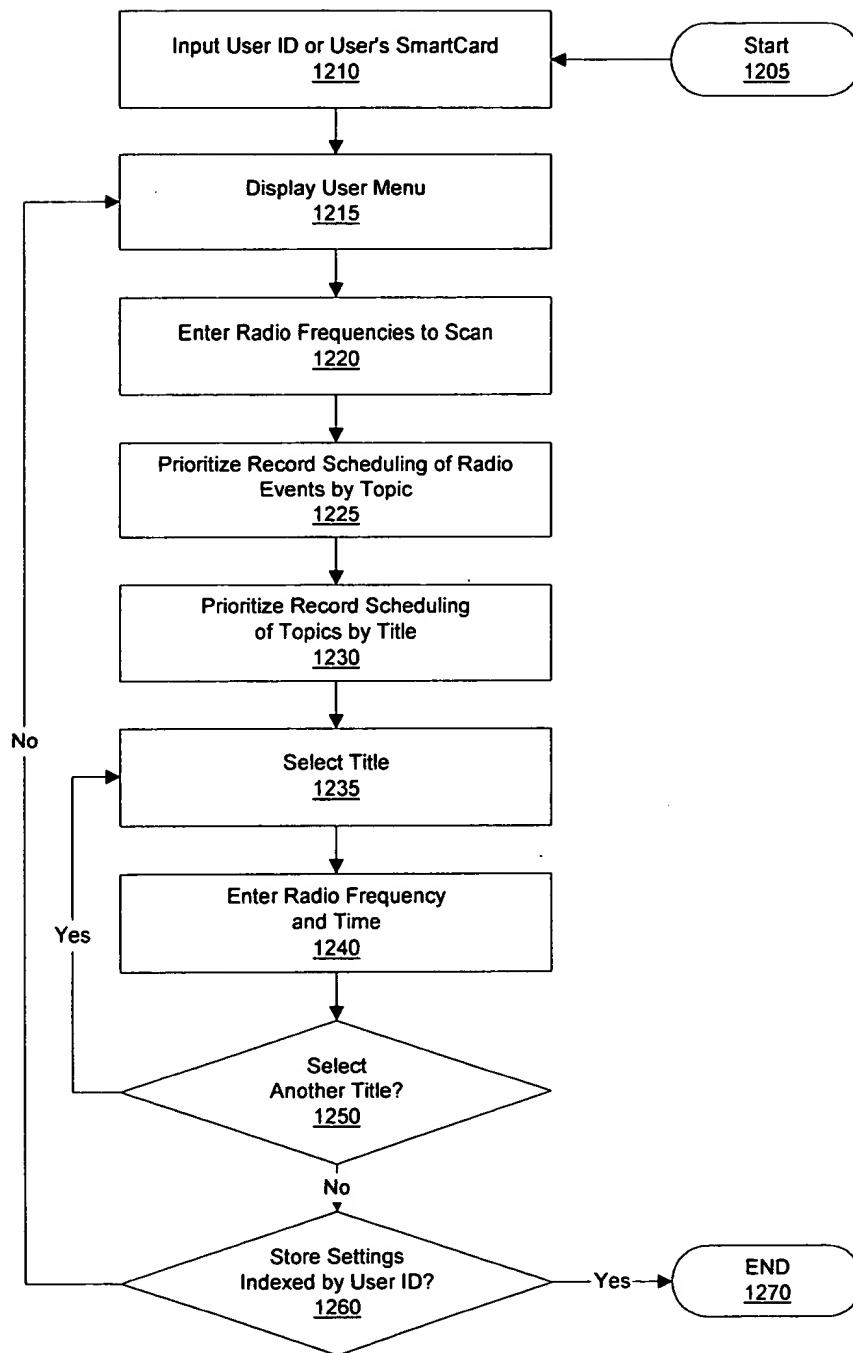 Start
1205
Input User ID or User's SmartCard
1210
Display User Menu
1215
Enter Radio Frequencies to Scan
1220
Prioritize Record Scheduling of Radio
Events by Topic
1225
Prioritize Record Scheduling
of Topics by Title
1230
Select Title
1235
Enter Radio Frequency
and Time
1240
Select
Another Title?
1250
Yes
No
Store Settings
Indexed by User ID?
1260
No
Yes
END
1270